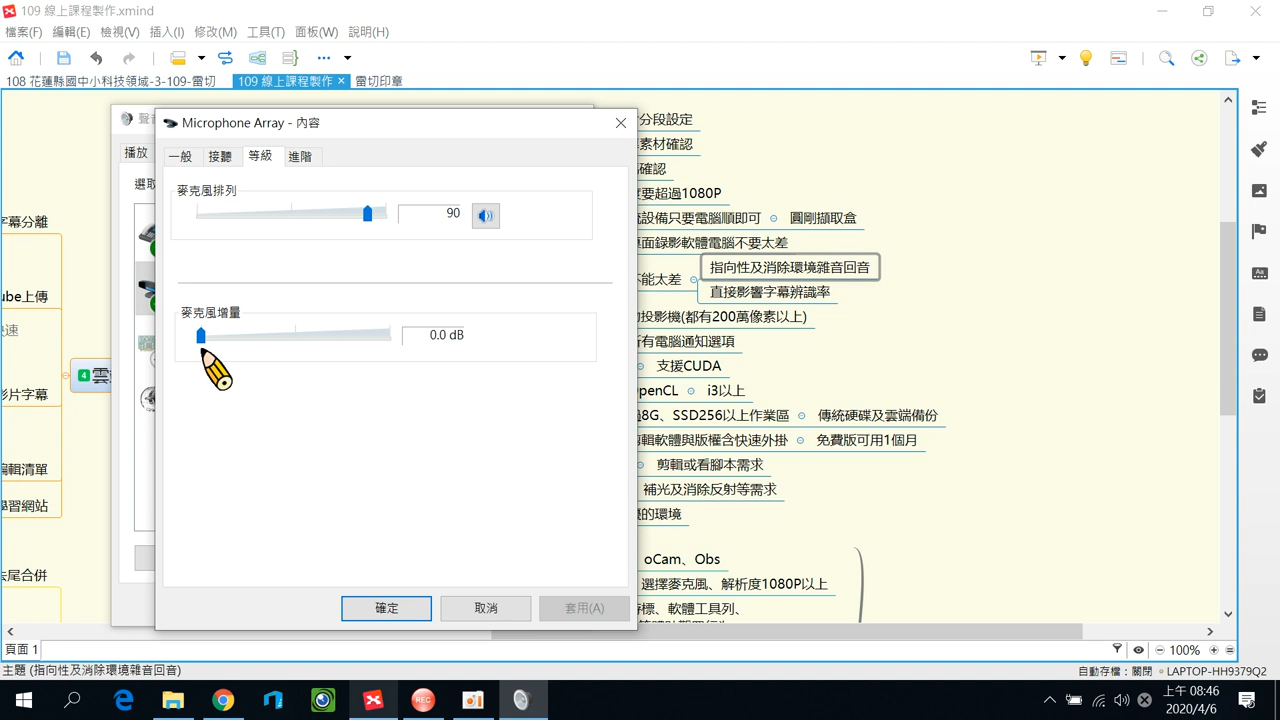 109 線上課程製作.xmind
檔案(F) 編輯(E) 檢視(V) 插入(I) 修改(M) 工具(T) 面板(W) 說明(H)
108 花蓮縣國中小科技領域-3-109-雷切 109 線上課程製作 雷切印章
Microphone Array - 內容
播放
一般 接聽 等級 進階
麥克風排列
90
麥克風增量
0.0 dB
確定 取消 套用(A)
字幕分離
ube上傳
快速
影片字幕
編輯清單
學習網站
去尾合併
4 雲
分段設定
素材確認
確認
度要超過1080P
設備只要電腦順即可 圓剛擷取盒
桌面錄影軟體電腦不要太差
不能太差 指向性及消除環境雜音回音
直接影響字幕辨識率
投影機(都有200萬像素以上)
所有電腦通知選項
支援CUDA
penCL i3以上
8G、SSD256以上作業區 傳統硬碟及雲端備份
剪輯軟體與版權含快速外掛 免費版可用1個月
剪輯或看腳本需求
補光及消除反射等需求
的環境
oCam、Obs
選擇麥克風、解析度1080P以上
標、軟體工具列、
頁面 1
100%
主題 (指向性及消除環境雜音回音)
自動存檔：關閉 LAPTOP-HH9379Q2
REC
上午 08:46
2020/4/6